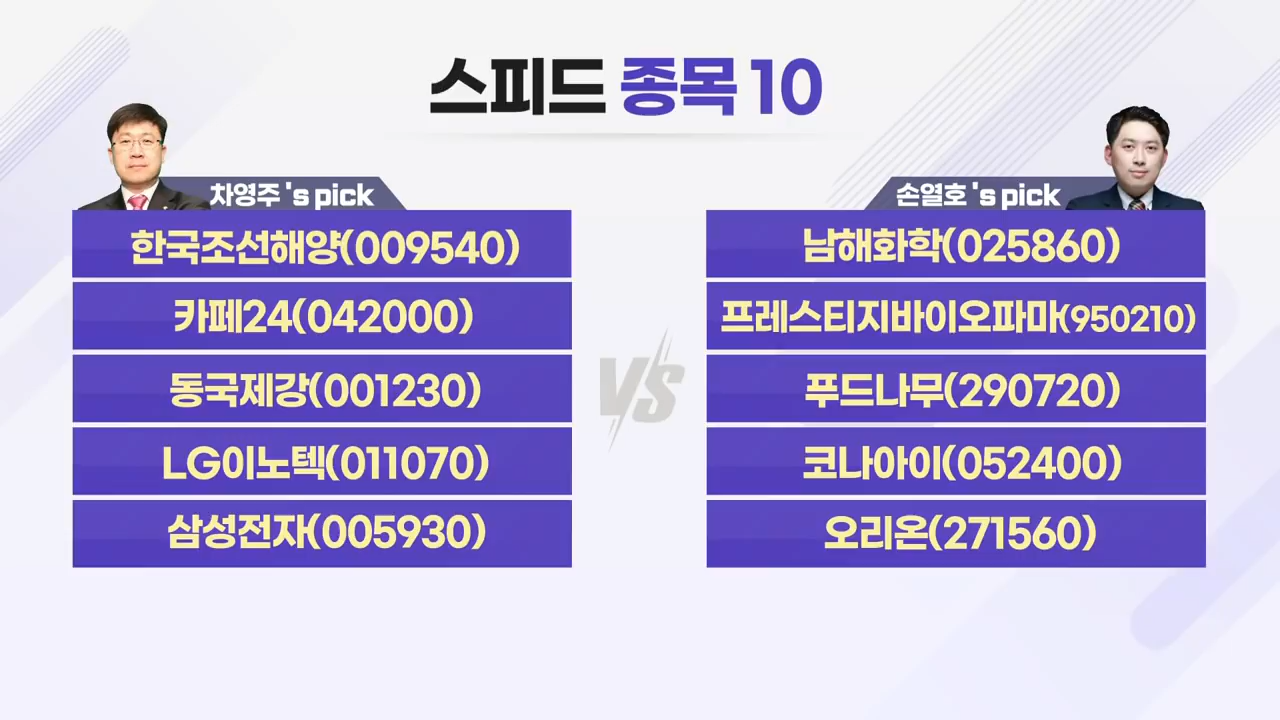 스피드 종목 10
차영주 's pick
한국조선해양(009540)
카페24(042000)
동국제강(001230)
LG이노텍(011070)
삼성전자(005930)
VS
손열호 's pick
남해화학(025860)
프레스티지바이오파마(950210)
푸드나무(290720)
코나아이(052400)
오리온(271560)